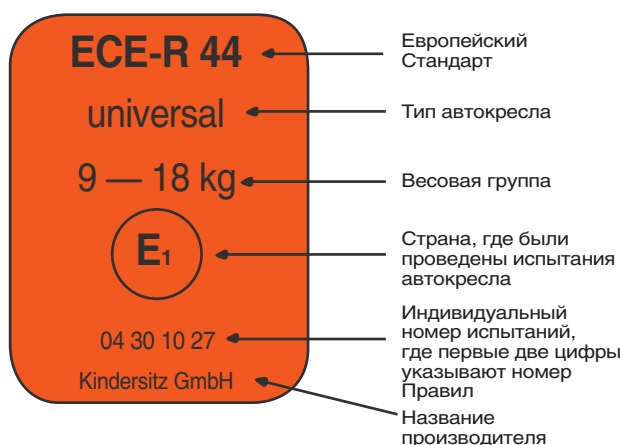 ECE-R 44
Европейский
Стандарт
universal
Тип автокресла
9 — 18 kg
Весовая группа
E1
Страна, где были
проведены испытания
автокресла
04 30 10 27
Индивидуальный
номер испытаний,
где первые две цифры
указывают номер
Правил
Kindersitz GmbH
Название
производителя